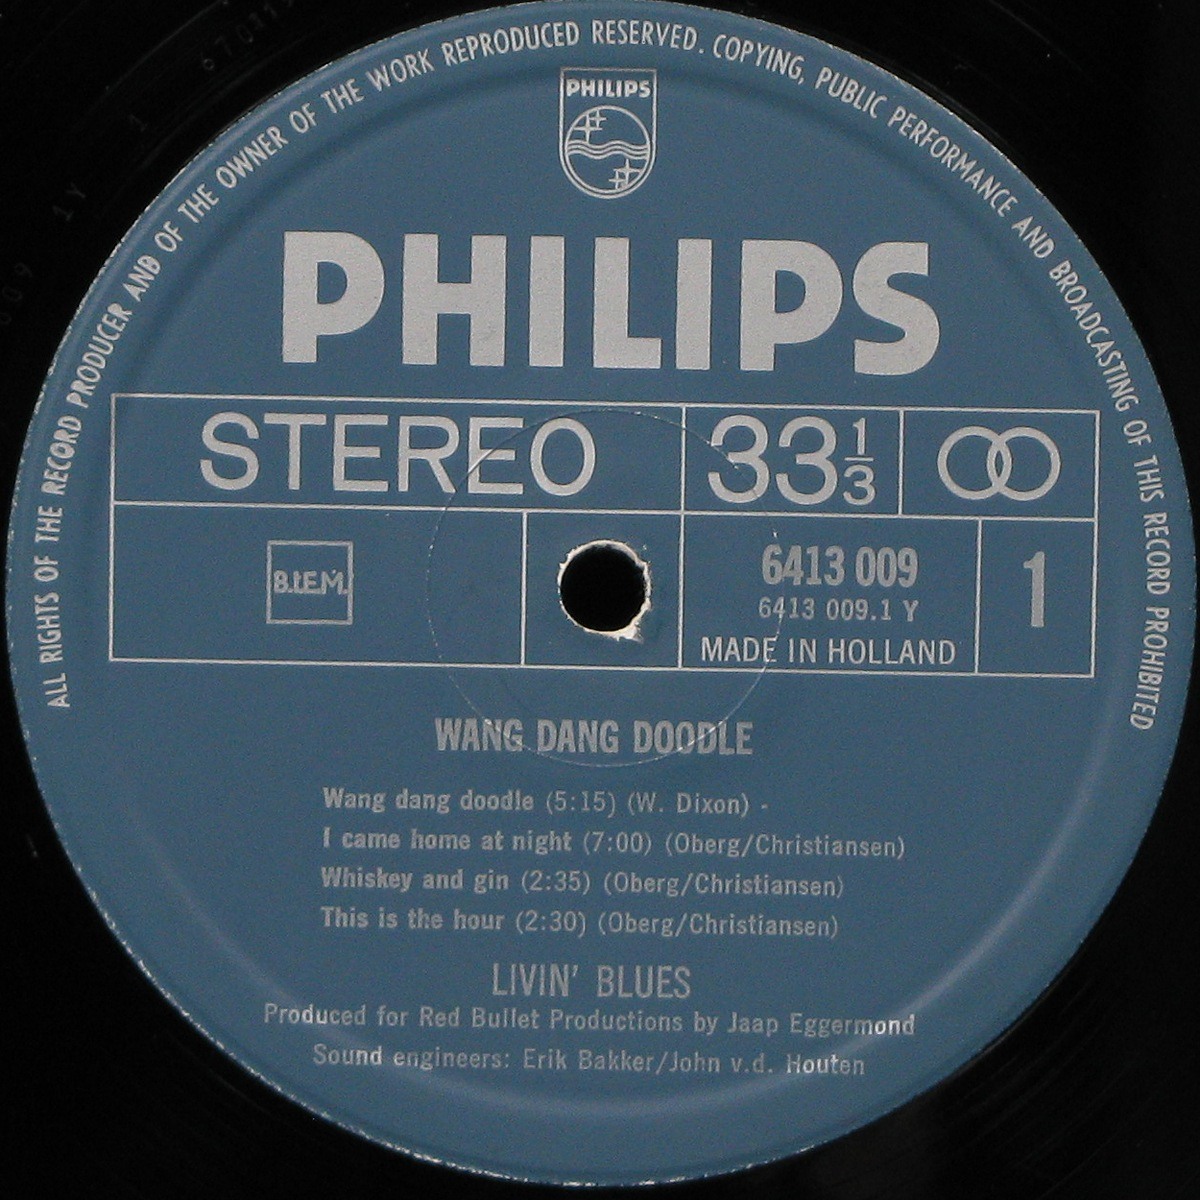 ALL RIGHTS OF THE RECORD PRODUCER AND OF THE OWNER OF THE WORK REPRODUCED RESERVED. COPYING, PUBLIC PERFORMANCE AND BROADCASTING OF THIS RECORD PROHIBITED
PHILIPS
PHILIPS
STEREO 33 1/3
B.I.E.M.
6413 009 1
6413 009.1 Y
MADE IN HOLLAND
WANG DANG DOODLE
Wang dang doodle (5:15) (W. Dixon) -
I came home at night (7:00) (Oberg/Christiansen)
Whiskey and gin (2:35) (Oberg/Christiansen)
This is the hour (2:30) (Oberg/Christiansen)
LIVIN' BLUES
Produced for Red Bullet Productions by Jaap Eggermond
Sound engineers: Erik Bakker/John v.d. Houten